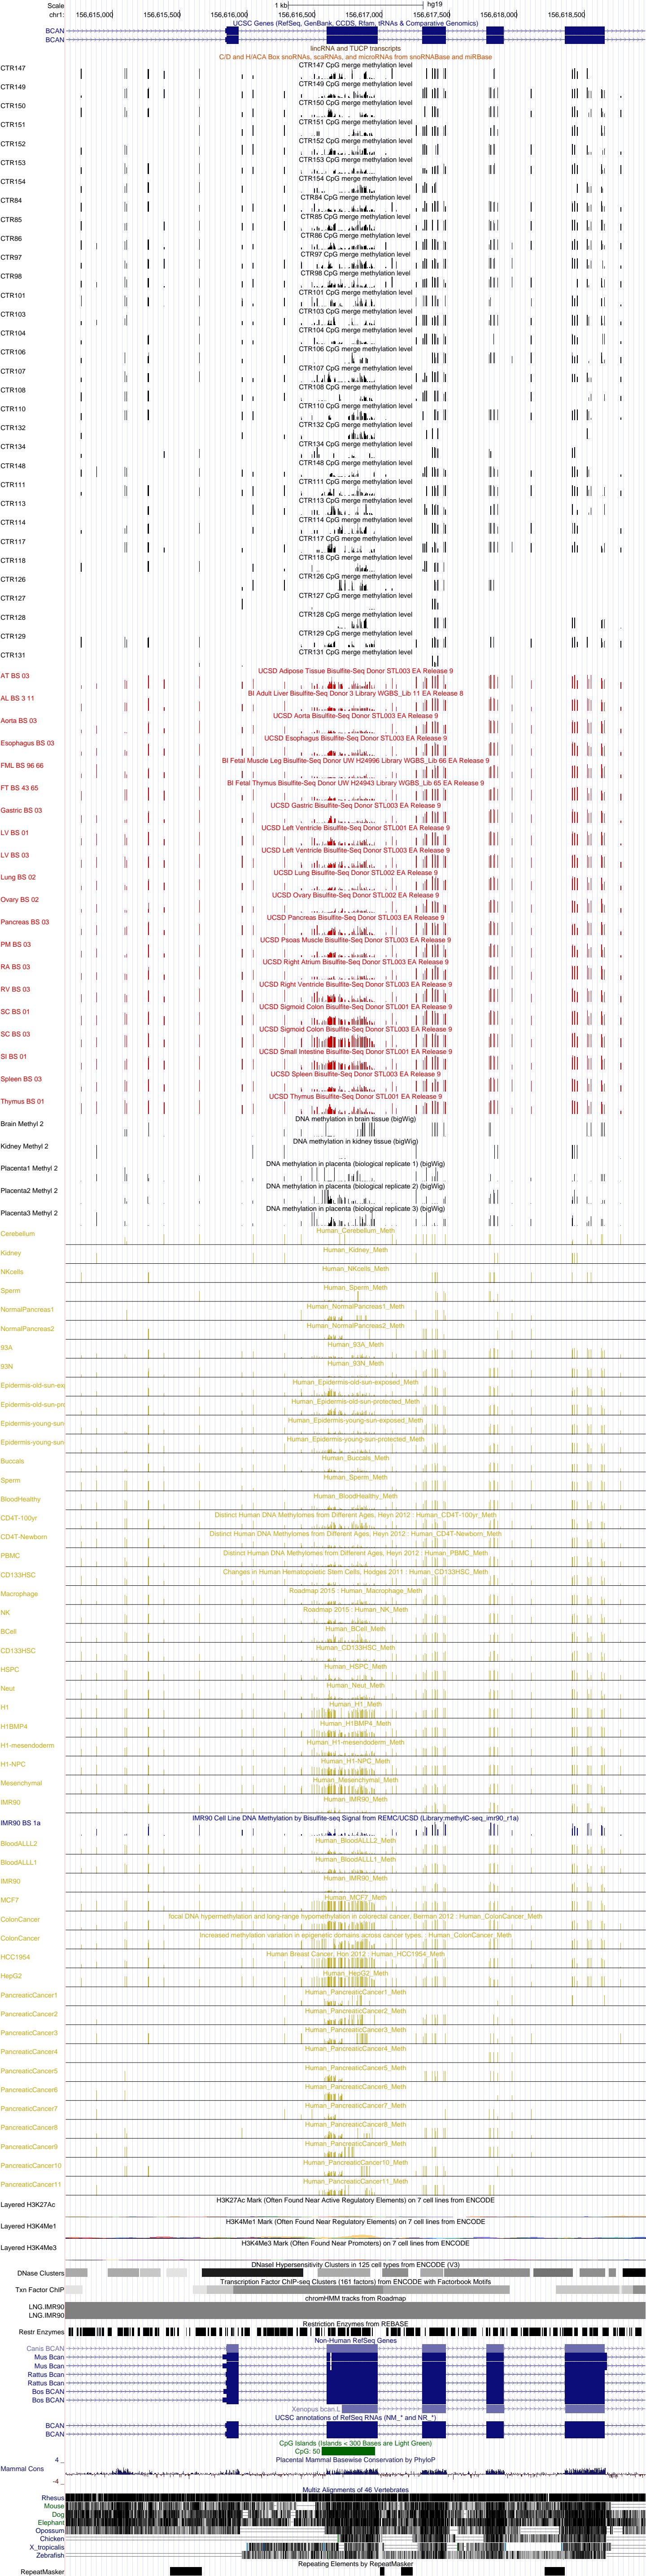 Scale 1 kb hg19
chr1: 156,615,000 156,615,500 156,616,000 156,616,500 156,617,000 156,617,500 156,618,000 156,618,500
UCSC Genes (RefSeq, GenBank, CCDS, Rfam, tRNAs & Comparative Genomics)
BCAN
BCAN
lincRNA and TUCP transcripts
C/D and H/ACA Box snoRNAs, scaRNAs, and microRNAs from snoRNABase and miRBase
CTR147 CpG merge methylation level
CTR147
CTR149 CpG merge methylation level
CTR149
CTR150 CpG merge methylation level
CTR150
CTR151 CpG merge methylation level
CTR151
CTR152 CpG merge methylation level
CTR152
CTR153 CpG merge methylation level
CTR153
CTR154 CpG merge methylation level
CTR154
CTR84 CpG merge methylation level
CTR84
CTR85 CpG merge methylation level
CTR85
CTR86 CpG merge methylation level
CTR86
CTR97 CpG merge methylation level
CTR97
CTR98 CpG merge methylation level
CTR98
CTR101 CpG merge methylation level
CTR101
CTR103 CpG merge methylation level
CTR103
CTR104 CpG merge methylation level
CTR104
CTR106 CpG merge methylation level
CTR106
CTR107 CpG merge methylation level
CTR107
CTR108 CpG merge methylation level
CTR108
CTR110 CpG merge methylation level
CTR110
CTR132 CpG merge methylation level
CTR132
CTR134 CpG merge methylation level
CTR134
CTR148 CpG merge methylation level
CTR148
CTR111 CpG merge methylation level
CTR111
CTR113 CpG merge methylation level
CTR113
CTR114 CpG merge methylation level
CTR114
CTR117 CpG merge methylation level
CTR117
CTR118 CpG merge methylation level
CTR118
CTR126 CpG merge methylation level
CTR126
CTR127 CpG merge methylation level
CTR127
CTR128 CpG merge methylation level
CTR128
CTR129 CpG merge methylation level
CTR129
CTR131 CpG merge methylation level
CTR131
UCSD Adipose Tissue Bisulfite-Seq Donor STL003 EA Release 9
AT BS 03
BI Adult Liver Bisulfite-Seq Donor 3 Library WGBS_Lib 11 EA Release 8
AL BS 3 11
UCSD Aorta Bisulfite-Seq Donor STL003 EA Release 9
Aorta BS 03
UCSD Esophagus Bisulfite-Seq Donor STL003 EA Release 9
Esophagus BS 03
BI Fetal Muscle Leg Bisulfite-Seq Donor UW H24996 Library WGBS_Lib 66 EA Release 9
FML BS 96 66
BI Fetal Thymus Bisulfite-Seq Donor UW H24943 Library WGBS_Lib 65 EA Release 9
FT BS 43 65
UCSD Gastric Bisulfite-Seq Donor STL003 EA Release 9
Gastric BS 03
UCSD Left Ventricle Bisulfite-Seq Donor STL001 EA Release 9
LV BS 01
UCSD Left Ventricle Bisulfite-Seq Donor STL003 EA Release 9
LV BS 03
UCSD Lung Bisulfite-Seq Donor STL002 EA Release 9
Lung BS 02
UCSD Ovary Bisulfite-Seq Donor STL002 EA Release 9
Ovary BS 02
UCSD Pancreas Bisulfite-Seq Donor STL003 EA Release 9
Pancreas BS 03
UCSD Psoas Muscle Bisulfite-Seq Donor STL003 EA Release 9
PM BS 03
UCSD Right Atrium Bisulfite-Seq Donor STL003 EA Release 9
RA BS 03
UCSD Right Ventricle Bisulfite-Seq Donor STL003 EA Release 9
RV BS 03
UCSD Sigmoid Colon Bisulfite-Seq Donor STL001 EA Release 9
SC BS 01
UCSD Sigmoid Colon Bisulfite-Seq Donor STL003 EA Release 9
SC BS 03
UCSD Small Intestine Bisulfite-Seq Donor STL001 EA Release 9
SI BS 01
UCSD Spleen Bisulfite-Seq Donor STL003 EA Release 9
Spleen BS 03
UCSD Thymus Bisulfite-Seq Donor STL001 EA Release 9
Thymus BS 01
DNA methylation in brain tissue (bigWig)
Brain Methyl 2
DNA methylation in kidney tissue (bigWig)
Kidney Methyl 2
DNA methylation in placenta (biological replicate 1) (bigWig)
Placenta1 Methyl 2
DNA methylation in placenta (biological replicate 2) (bigWig)
Placenta2 Methyl 2
DNA methylation in placenta (biological replicate 3) (bigWig)
Placenta3 Methyl 2
Human_Cerebellum_Meth
Cerebellum
Human_Kidney_Meth
Kidney
Human_NKcells_Meth
NKcells
Human_Sperm_Meth
Sperm
Human_NormalPancreas1_Meth
NormalPancreas1
Human_NormalPancreas2_Meth
NormalPancreas2
Human_93A_Meth
93A
Human_93N_Meth
93N
Human_Epidermis-old-sun-exposed_Meth
Epidermis-old-sun-ex
Human_Epidermis-old-sun-protected_Meth
Epidermis-old-sun-pr
Human_Epidermis-young-sun-exposed_Meth
Epidermis-young-sun
Human_Epidermis-young-sun-protected_Meth
Epidermis-young-sun
Human_Buccals_Meth
Buccals
Human_Sperm_Meth
Sperm
Human_BloodHealthy_Meth
BloodHealthy
Distinct Human DNA Methylomes from Different Ages, Heyn 2012 : Human_CD4T-100yr_Meth
CD4T-100yr
Distinct Human DNA Methylomes from Different Ages, Heyn 2012 : Human_CD4T-Newborn_Meth
CD4T-Newborn
Distinct Human DNA Methylomes from Different Ages, Heyn 2012 : Human_PBMC_Meth
PBMC
Changes in Human Hematopoietic Stem Cells, Hodges 2011 : Human_CD133HSC_Meth
CD133HSC
Roadmap 2015 : Human_Macrophage_Meth
Macrophage
Roadmap 2015 : Human_NK_Meth
NK
Human_BCell_Meth
BCell
Human_CD133HSC_Meth
CD133HSC
Human_HSPC_Meth
HSPC
Human_Neut_Meth
Neut
Human_H1_Meth
H1
Human_H1BMP4_Meth
H1BMP4
Human_H1-mesendoderm_Meth
H1-mesendoderm
Human_H1-NPC_Meth
H1-NPC
Human_Mesenchymal_Meth
Mesenchymal
Human_IMR90_Meth
IMR90
IMR90 Cell Line DNA Methylation by Bisulfite-seq Signal from REMC/UCSD (Library:methylC-seq_imr90_r1a)
IMR90 BS 1a
Human_BloodALLL2_Meth
BloodALLL2
Human_BloodALLL1_Meth
BloodALLL1
Human_IMR90_Meth
IMR90
Human_MCF7_Meth
MCF7
focal DNA hypermethylation and long-range hypomethylation in colorectal cancer, Berman 2012 : Human_ColonCancer_Meth
ColonCancer
Increased methylation variation in epigenetic domains across cancer types, : Human_ColonCancer_Meth
ColonCancer
Human Breast Cancer, Hon 2012 : Human_HCC1954_Meth
HCC1954
Human_HepG2_Meth
HepG2
Human_PancreaticCancer1_Meth
PancreaticCancer1
Human_PancreaticCancer2_Meth
PancreaticCancer2
Human_PancreaticCancer3_Meth
PancreaticCancer3
Human_PancreaticCancer4_Meth
PancreaticCancer4
Human_PancreaticCancer5_Meth
PancreaticCancer5
Human_PancreaticCancer6_Meth
PancreaticCancer6
Human_PancreaticCancer7_Meth
PancreaticCancer7
Human_PancreaticCancer8_Meth
PancreaticCancer8
Human_PancreaticCancer9_Meth
PancreaticCancer9
Human_PancreaticCancer10_Meth
PancreaticCancer10
Human_PancreaticCancer11_Meth
PancreaticCancer11
H3K27Ac Mark (Often Found Near Active Regulatory Elements) on 7 cell lines from ENCODE
Layered H3K27Ac
H3K4Me1 Mark (Often Found Near Regulatory Elements) on 7 cell lines from ENCODE
Layered H3K4Me1
H3K4Me3 Mark (Often Found Near Promoters) on 7 cell lines from ENCODE
Layered H3K4Me3
DNaseI Hypersensitivity Clusters in 125 cell types from ENCODE (V3)
DNase Clusters
Transcription Factor ChIP-seq Clusters (161 factors) from ENCODE with Factorbook Motifs
Txn Factor ChIP
chromHMM tracks from Roadmap
LNG.IMR90
LNG.IMR90
Restriction Enzymes from REBASE
Restr Enzymes
Non-Human RefSeq Genes
Canis BCAN
Mus Bcan
Mus Bcan
Rattus Bcan
Rattus Bcan
Bos BCAN
Bos BCAN
Xenopus bcan.L
UCSC annotations of RefSeq RNAs (NM_* and NR_*)
BCAN
BCAN
CpG Islands (Islands < 300 Bases are Light Green)
CpG: 50
Placental Mammal Basewise Conservation by PhyloP
4 _
Mammal Cons
-4 _
Multiz Alignments of 46 Vertebrates
Rhesus
Mouse
Dog
Elephant
Opossum
Chicken
X_tropicalis
Zebrafish
Repeating Elements by RepeatMasker
RepeatMasker